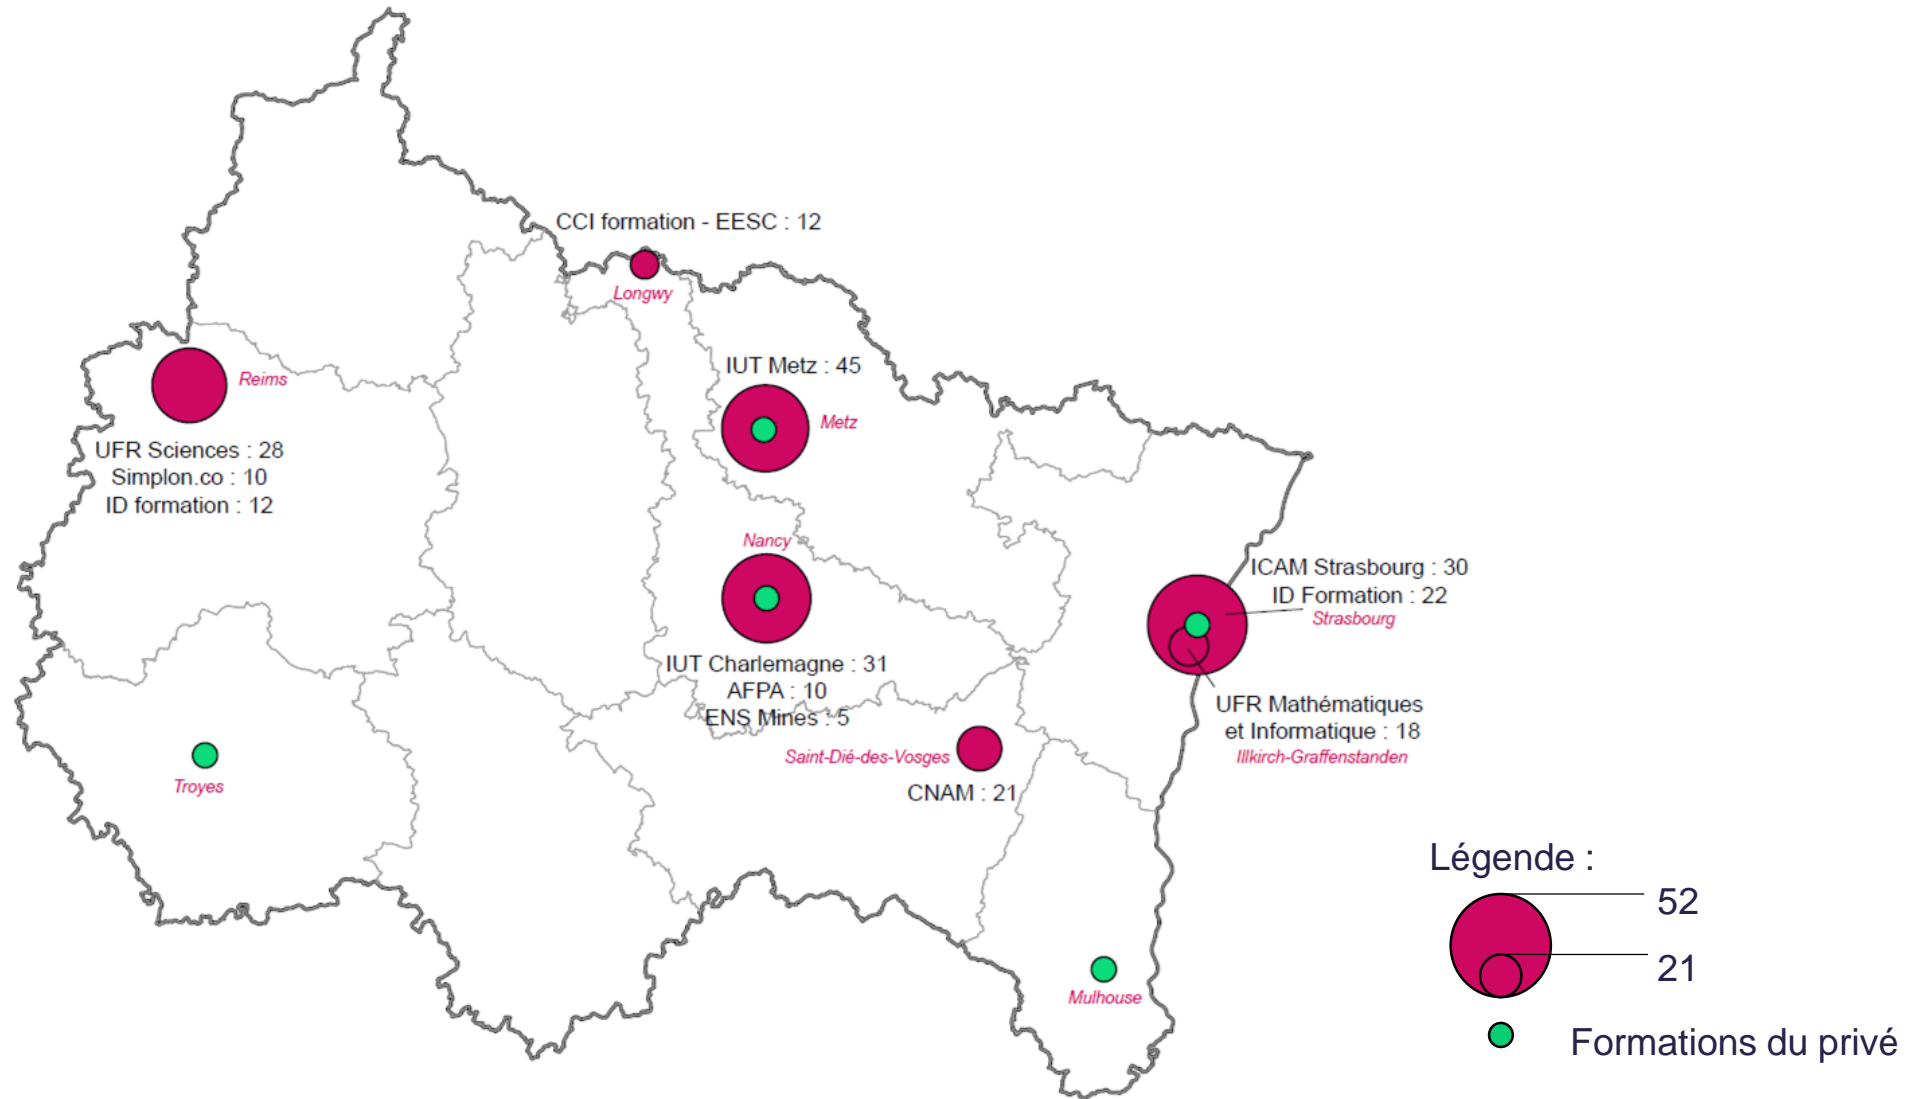 CCI formation - EESC : 12
Longwy
Reims
UFR Sciences : 28
Simplon.co : 10
ID formation : 12
IUT Metz : 45
Metz
Nancy
IUT Charlemagne : 31
AFPA : 10
ENS Mines : 5
ICAM Strasbourg : 30
ID Formation : 22
Strasbourg
UFR Mathématiques
et Informatique : 18
Illkirch-Graffenstanden
Saint-Dié-des-Vosges
CNAM : 21
Troyes
Mulhouse
Légende :
52
21
Formations du privé